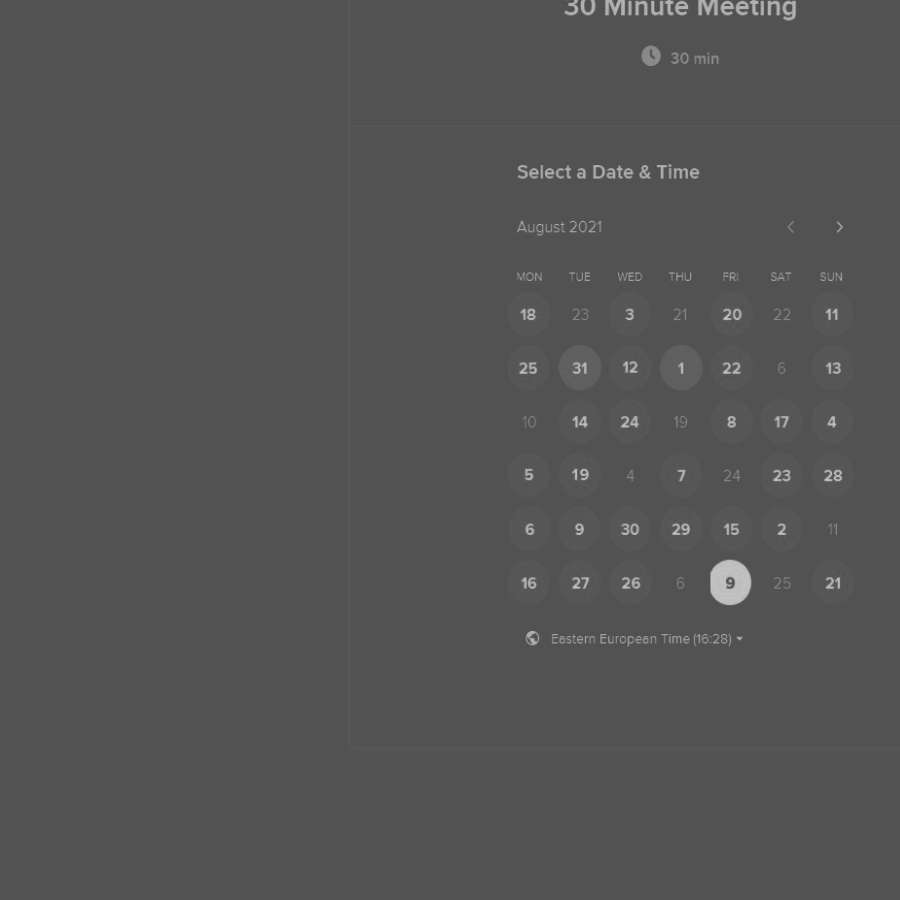 30 Minute Meeting
30 min
Select a Date & Time
August 2021
MON TUE WED THU FRI SAT SUN
18 23 3 21 20 22 11
25 31 12 1 22 6 13
10 14 24 19 8 17 4
5 19 4 7 24 23 28
6 9 30 29 15 2 11
16 27 26 6 9 25 21
Eastern European Time (16:28)